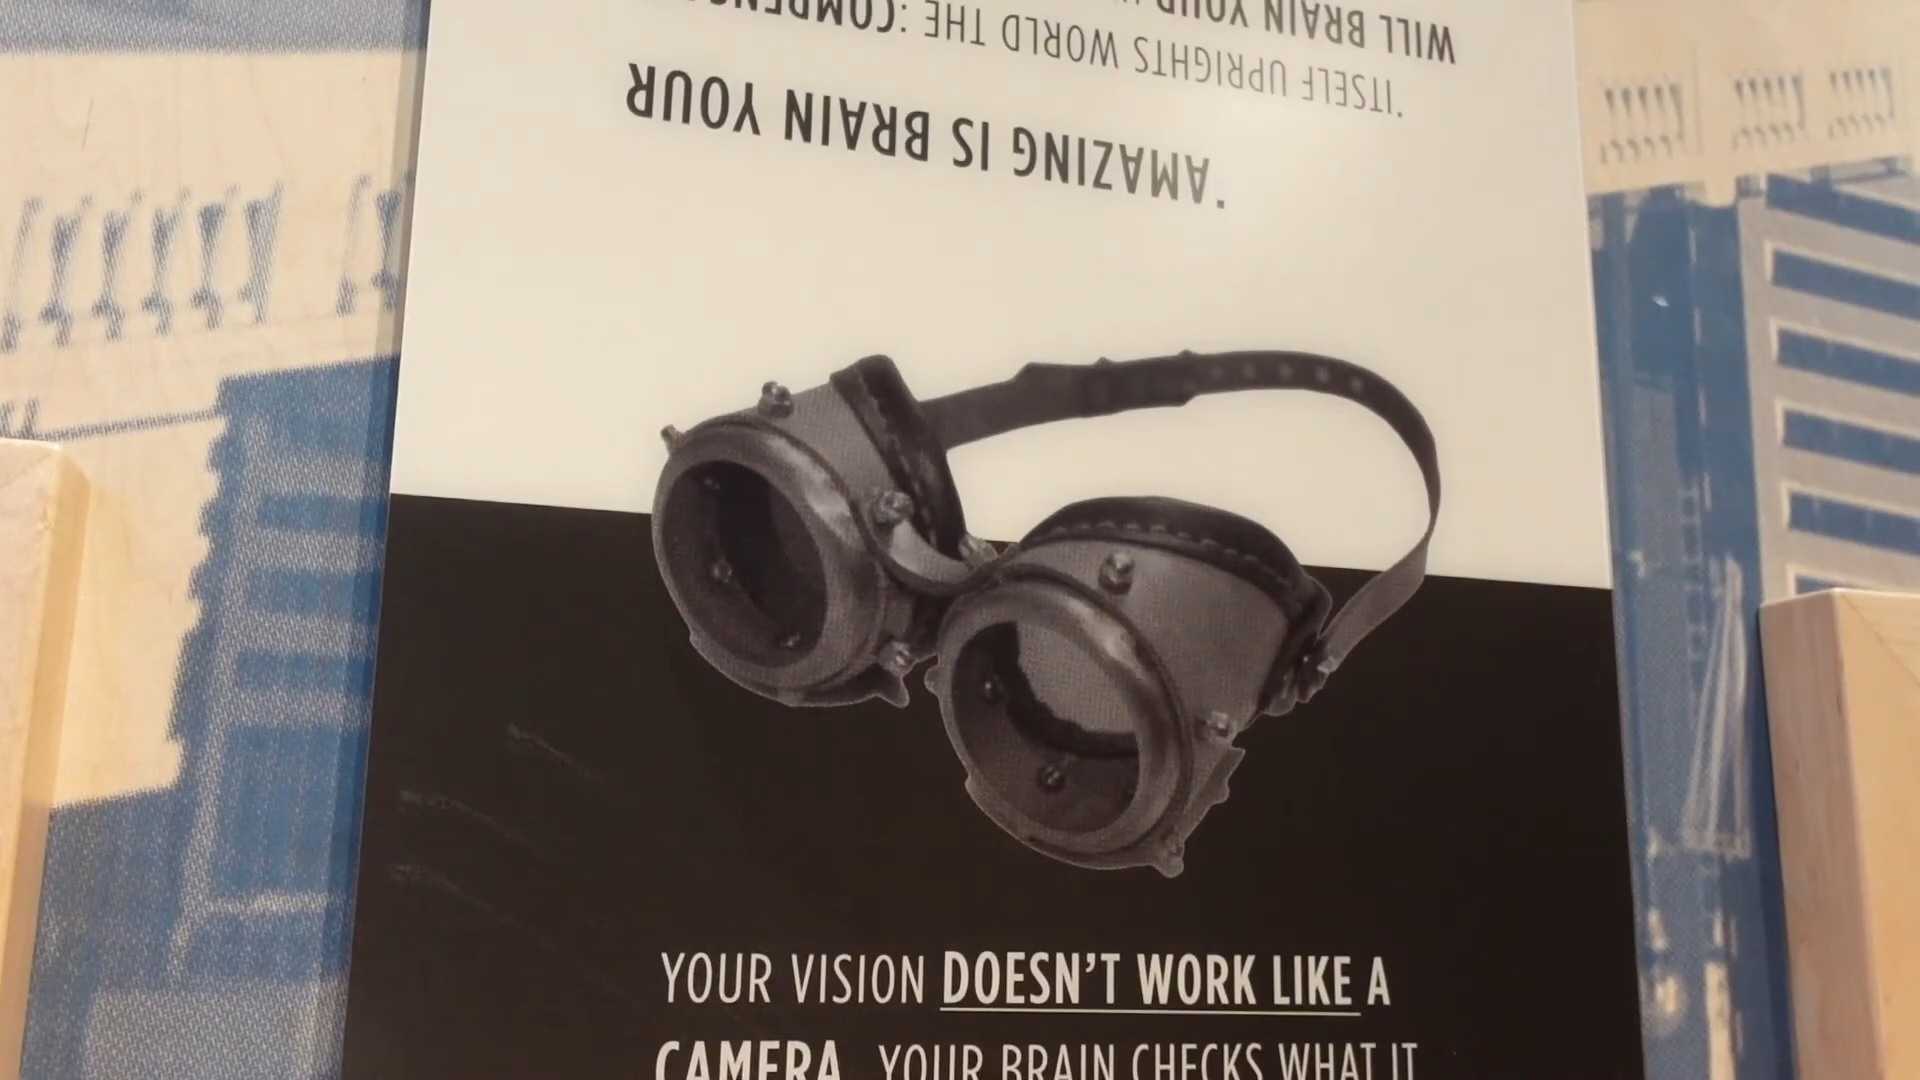 .AMAZING IS BRAIN YOUR
.ITSELF UPRIGHTS WORLD THE :
WILL BRAIN YOUR
YOUR VISION DOESN'T WORK LIKE A
CAMERA. YOUR BRAIN CHECKS WHAT IT